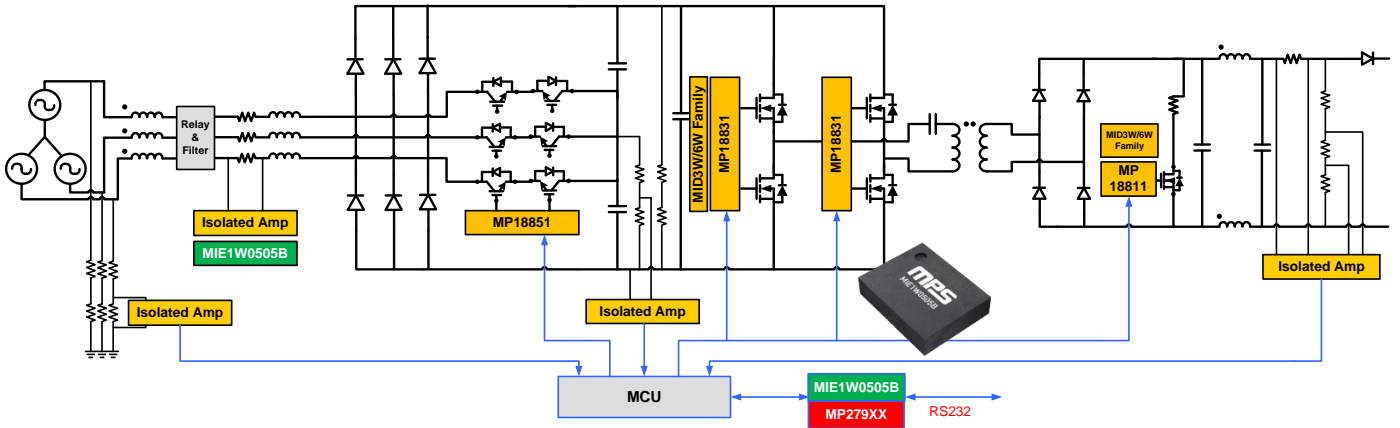 Relay
&
Filter
Isolated Amp
MIE1W0505B
Isolated Amp
MP18851
Isolated Amp
MID3W/6W Family
MP18831
MP18831
MPS
MIE1W0505B
MID3W/6W
Family
MP
18811
Isolated Amp
MCU
MIE1W0505B
MP279XX
RS232